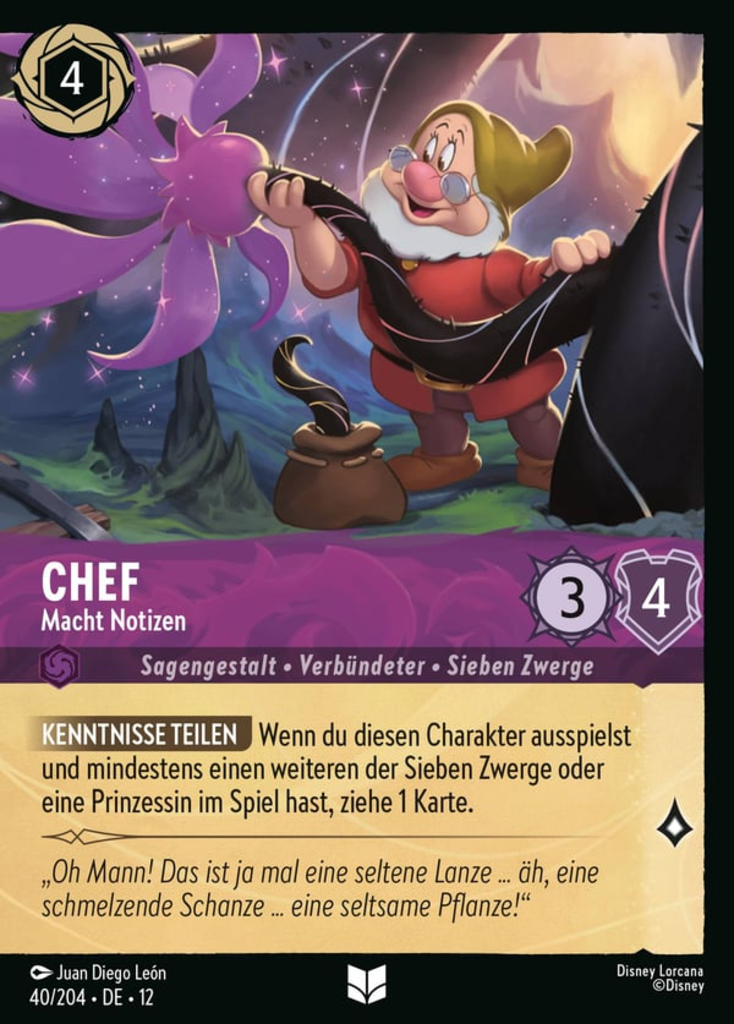 4
CHEF
Macht Notizen
3
4
Sagengestalt • Verbündeter • Sieben Zwerge
KENNTNISSE TEILEN Wenn du diesen Charakter ausspielst
und mindestens einen weiteren der Sieben Zwerge oder
eine Prinzessin im Spiel hast, ziehe 1 Karte.
„Oh Mann! Das ist ja mal eine seltene Lanze ... äh, eine
schmelzende Schanze ... eine seltsame Pflanze!“
Juan Diego León
40/204 • DE • 12
Disney Lorcana
©Disney